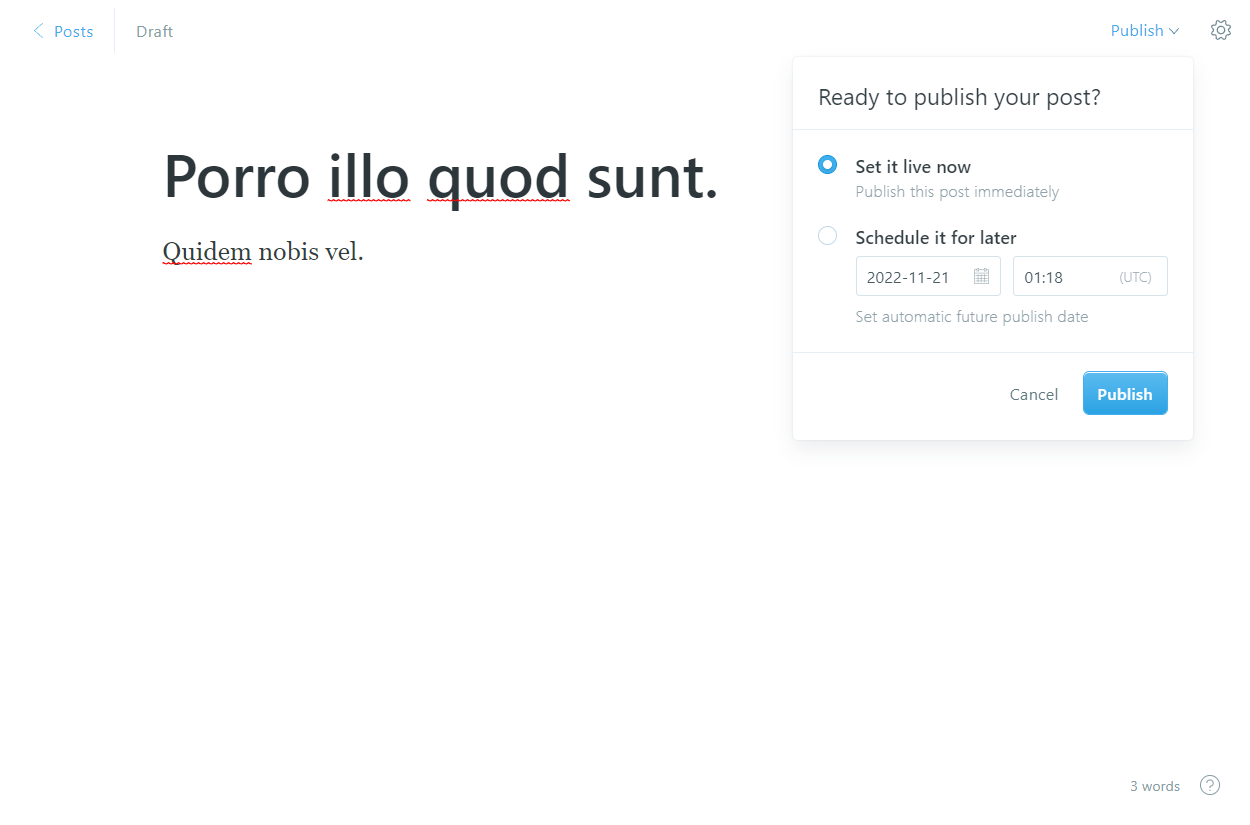 Posts
Draft
Publish
Ready to publish your post?
Porro illo quod sunt.
Quidem nobis vel.
Set it live now
Publish this post immediately
Schedule it for later
2022-11-21
01:18 (UTC)
Set automatic future publish date
Cancel
Publish
3 words
?